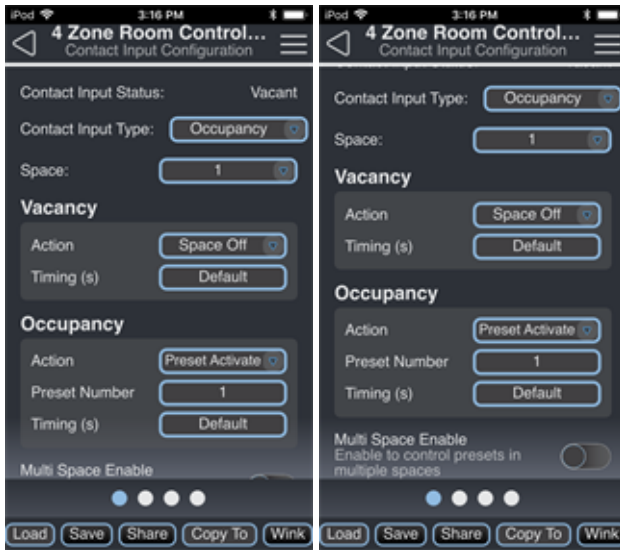 iPod 3:16 PM
4 Zone Room Control...
Contact Input Configuration
Contact Input Status: Vacant
Contact Input Type: Occupancy
Space: 1
Vacancy
Action Space Off
Timing (s) Default
Occupancy
Action Preset Activate
Preset Number 1
Timing (s) Default
Multi Space Enable
Load Save Share Copy To Wink
iPod 3:16 PM
4 Zone Room Control...
Contact Input Configuration
Contact Input Type: Occupancy
Space: 1
Vacancy
Action Space Off
Timing (s) Default
Occupancy
Action Preset Activate
Preset Number 1
Timing (s) Default
Multi Space Enable
Enable to control presets in
multiple spaces
Load Save Share Copy To Wink